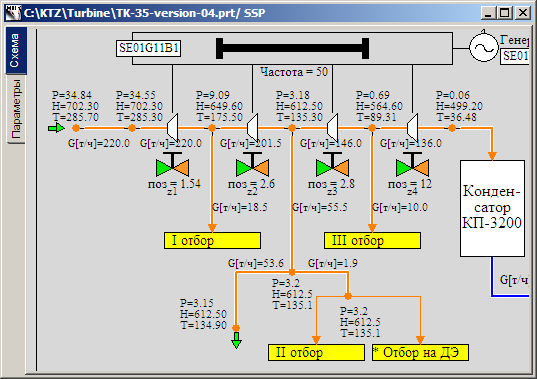 C:\KTZ\Turbine\TK-35-version-04.prt/ SSP
Схема
Параметры
SE01G11B1
Гене
SE01
Частота = 50
P=34.84
H=702.30
T=285.70
P=34.55
H=702.30
T=285.30
P=9.09
H=649.60
T=175.50
P=3.18
H=612.50
T=135.30
P=0.69
H=564.60
T=89.31
P=0.06
H=499.20
T=36.48
G[т/ч]=220.0
G[т/ч]=220.0
G[т/ч]=201.5
G[т/ч]=146.0
G[т/ч]=136.0
поз = 1.54
z1
поз = 2.6
z2
поз = 2.8
z3
поз = 12
z4
Конден-
сатор
КП-3200
G[т/ч]=18.5
G[т/ч]=55.5
G[т/ч]=10.0
I отбор
III отбор
G[т/ч]=53.6
G[т/ч]=1.9
G[т/ч
P=3.15
H=612.50
T=134.90
P=3.2
H=612.5
T=135.1
P=3.2
H=612.5
T=135.1
II отбор
* Отбор на ДЭ